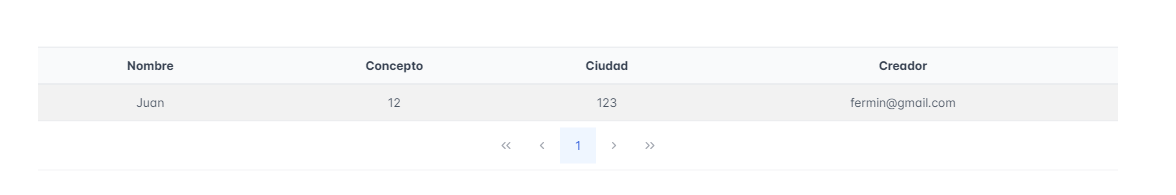 Nombre Concepto Ciudad Creador
Juan 12 123 fermin@gmail.com
« ‹ 1 › »